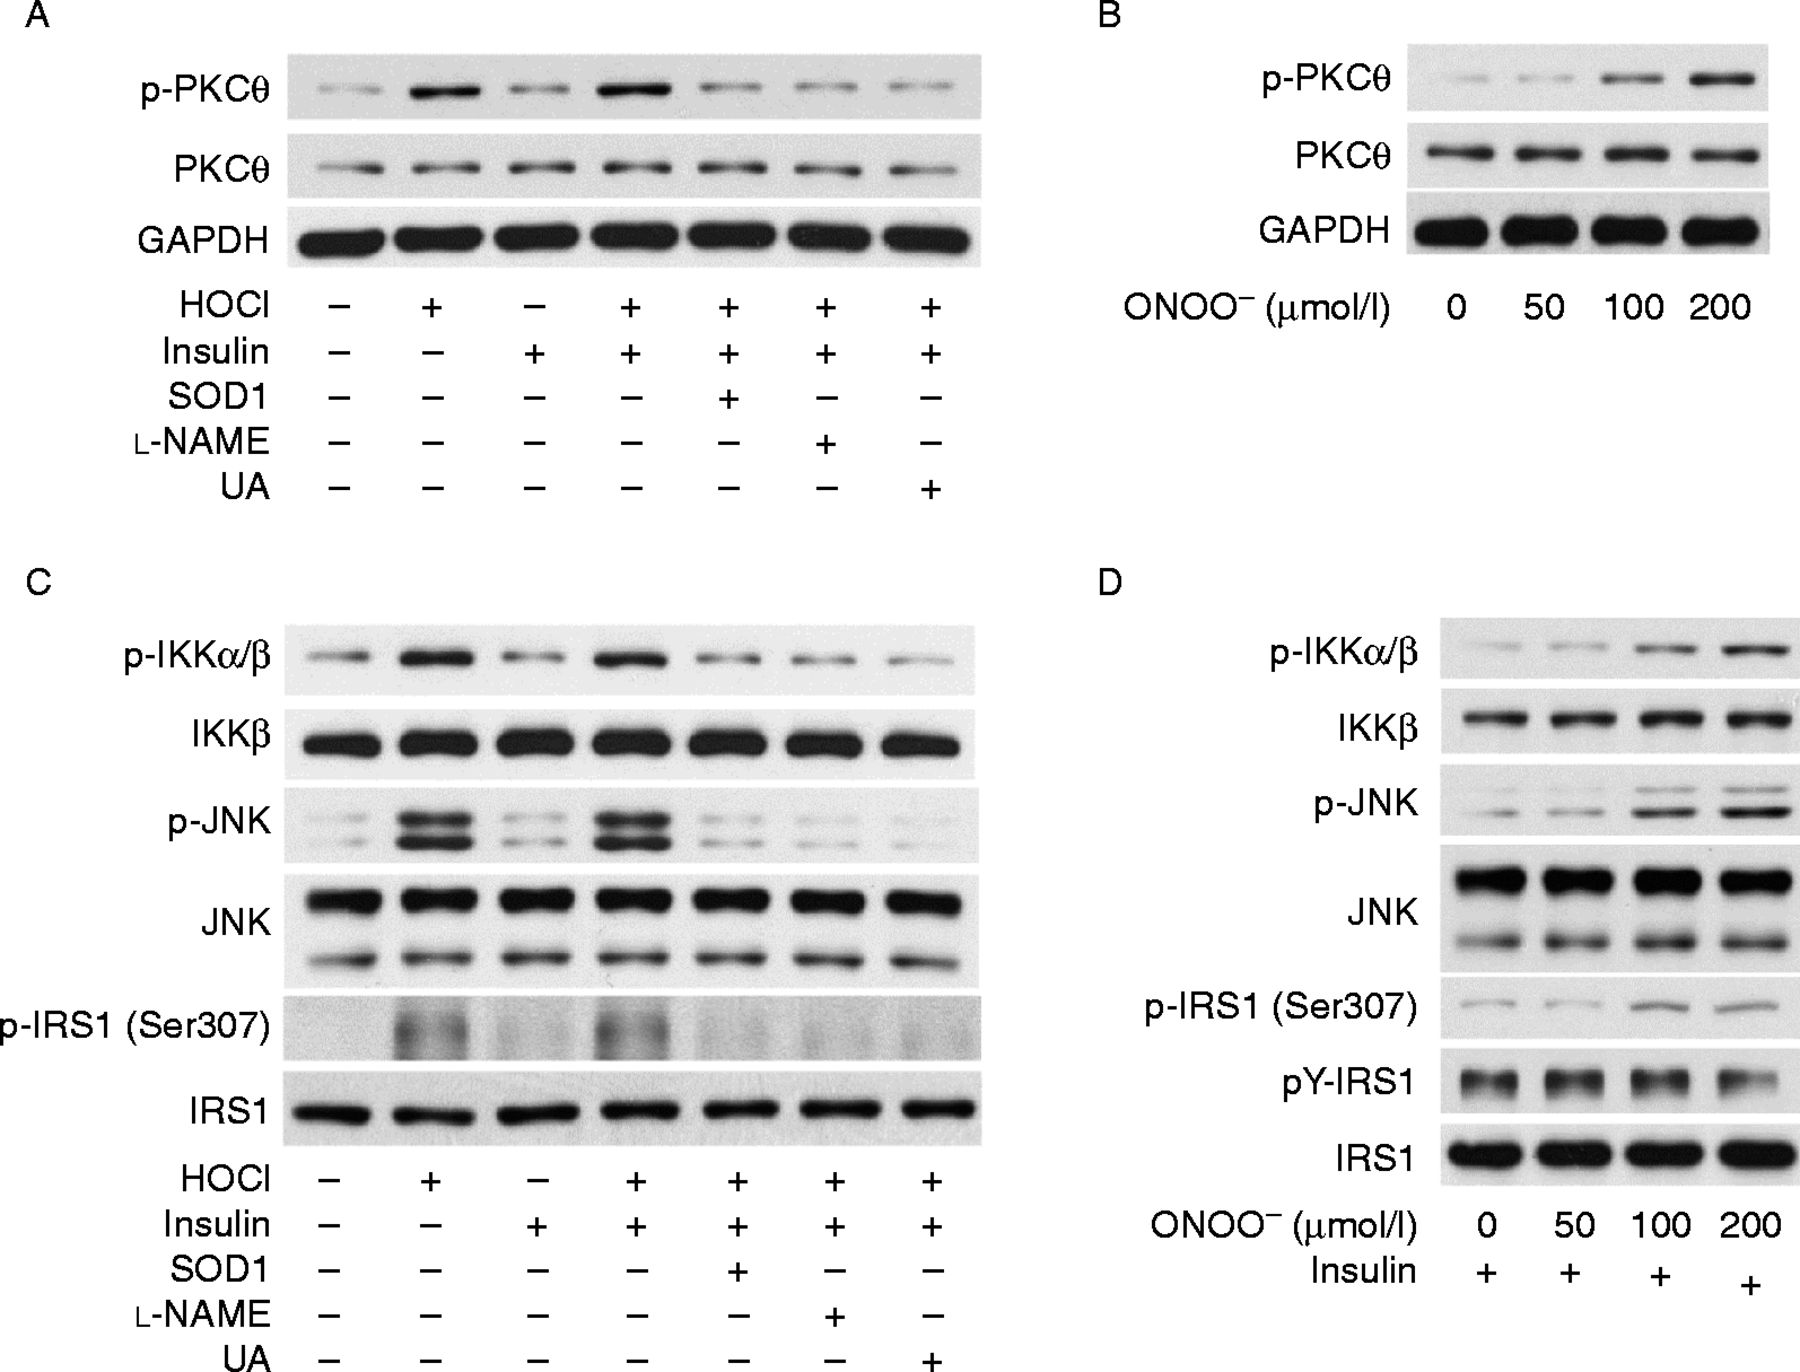 A
p-PKCθ
PKCθ
GAPDH
HOCl − + − + + + +
Insulin − − + + + + +
SOD1 − − − − + − −
L-NAME − − − − − + −
UA − − − − − − +
B
p-PKCθ
PKCθ
GAPDH
ONOO⁻ (μmol/l) 0 50 100 200
C
p-IKKα/β
IKKβ
p-JNK
JNK
p-IRS1 (Ser307)
IRS1
HOCl − + − + + + +
Insulin − − + + + + +
SOD1 − − − − + − −
L-NAME − − − − − + −
UA − − − − − − +
D
p-IKKα/β
IKKβ
p-JNK
JNK
p-IRS1 (Ser307)
pY-IRS1
IRS1
ONOO⁻ (μmol/l) 0 50 100 200
Insulin + + + +